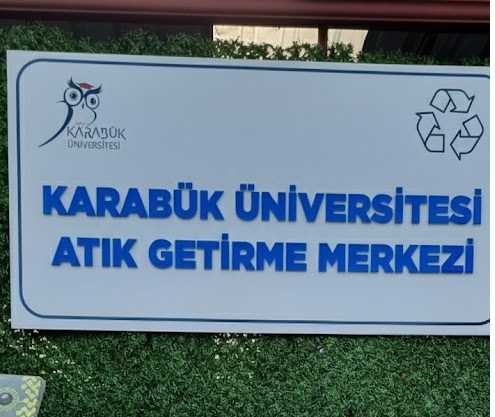 KARABÜK
ÜNİVERSİTESİ
KARABÜK ÜNİVERSİTESİ
ATIK GETİRME MERKEZİ